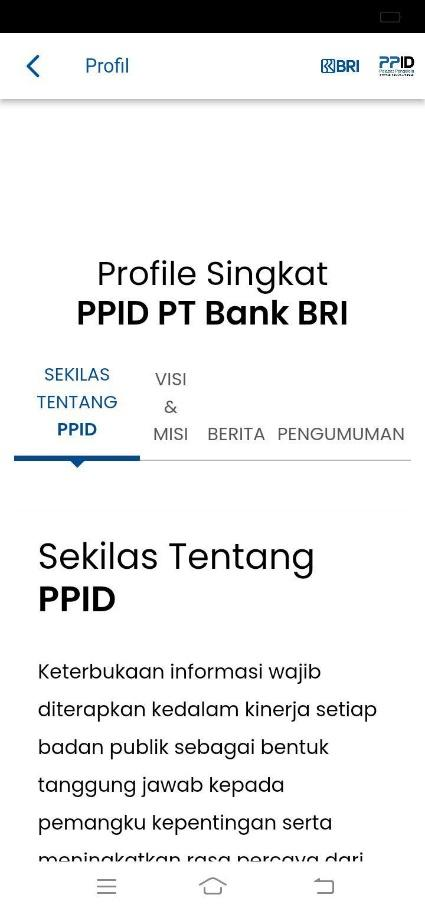 Profil
BRI
PPID
Profile Singkat
PPID PT Bank BRI
SEKILAS
TENTANG
PPID
VISI
&
MISI
BERITA
PENGUMUMAN
Sekilas Tentang
PPID
Keterbukaan informasi wajib
diterapkan kedalam kinerja setiap
badan publik sebagai bentuk
tanggung jawab kepada
pemangku kepentingan serta
meningkatkan rasa percaya dari